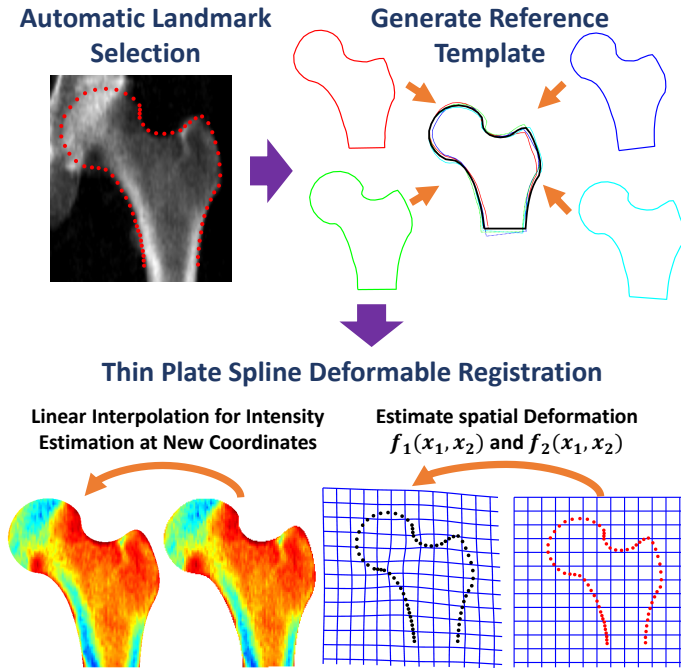 Automatic Landmark
Selection
Generate Reference
Template
Thin Plate Spline Deformable Registration
Linear Interpolation for Intensity
Estimation at New Coordinates
Estimate spatial Deformation
𝒇₁(𝒙₁, 𝒙₂) and 𝒇₂(𝒙₁, 𝒙₂)